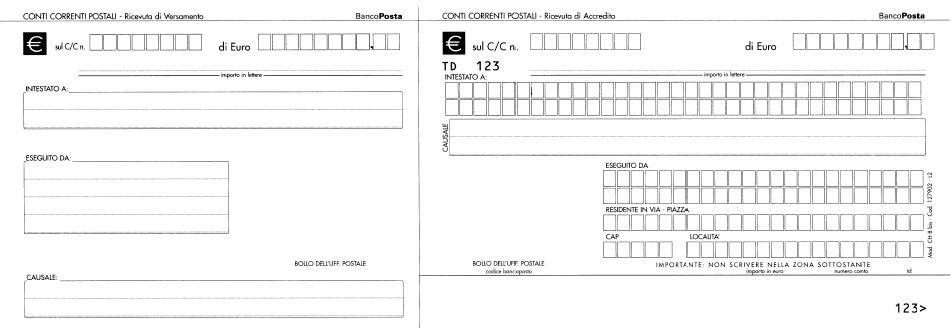 CONTI CORRENTI POSTALI - Ricevuta di Versamento BancoPosta
€ sul C/C n. di Euro ,
importo in lettere
INTESTATO A:
ESEGUITO DA:
BOLLO DELL'UFF. POSTALE
CAUSALE:
CONTI CORRENTI POSTALI - Ricevuta di Accredito BancoPosta
€ sul C/C n. di Euro ,
TD 123
importo in lettere
INTESTATO A:
CAUSALE
ESEGUITO DA
RESIDENTE IN VIA - PIAZZA
CAP LOCALITA'
Mod. CH 8 bis - Cod. 127902 - L2
BOLLO DELL'UFF. POSTALE
codice bancoposta
IMPORTANTE: NON SCRIVERE NELLA ZONA SOTTOSTANTE
importo in euro numero conto td
123>